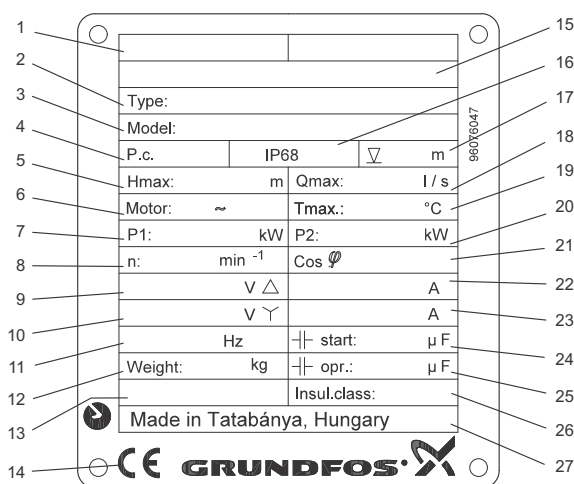 1
15
2
Type:
16
3
Model:
17
4
P.c. IP68 m
96076047
18
5
Hmax: m Qmax: l / s
19
6
Motor: ~ Tmax.: °C
20
7
P1: kW P2: kW
21
8
n: min -1 Cos φ
22
9
V △ A
23
10
V Y A
24
11
Hz ⊣⊢ start: µ F
25
12
Weight: kg ⊣⊢ opr.: µ F
26
13
Insul.class:
Made in Tatabánya, Hungary
27
14
CE GRUNDFOS